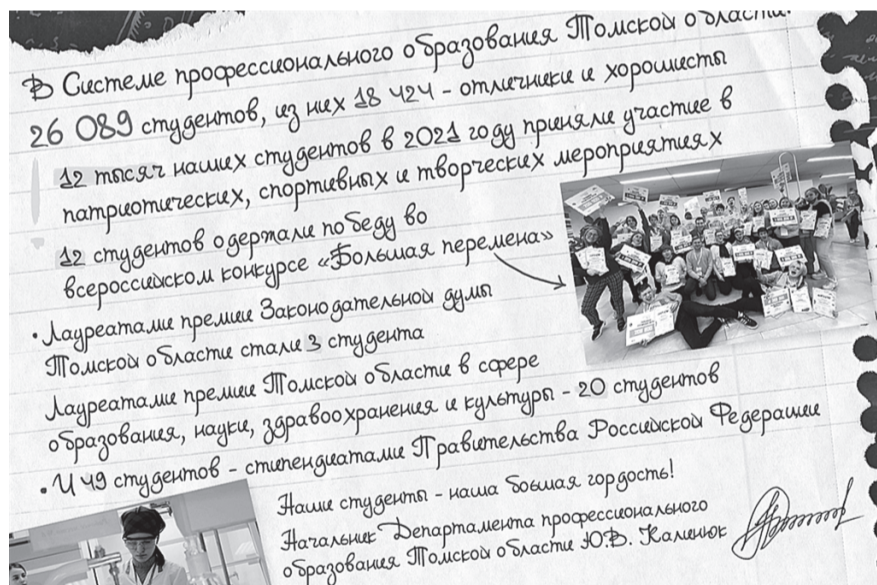 В Системе профессионального образования Томской области
26 089 студентов, из них 18 424 - отличники и хорошисты
12 тысяч наших студентов в 2021 году приняли участие в
патриотических, спортивных и творческих мероприятиях
12 студентов одержали победу во
всероссийском конкурсе «Большая перемена»
• Лауреатами премии Законодательной думы
Томской области стали 3 студента
Лауреатами премии Томской области в сфере
образования, науки, здравоохранения и культуры - 20 студентов
• И 49 студентов - стипендиатами Правительства Российской Федерации
Наши студенты - наша боьшая гордость!
Начальник Департамента профессионального
образования Томской области Ю.В. Калинюк